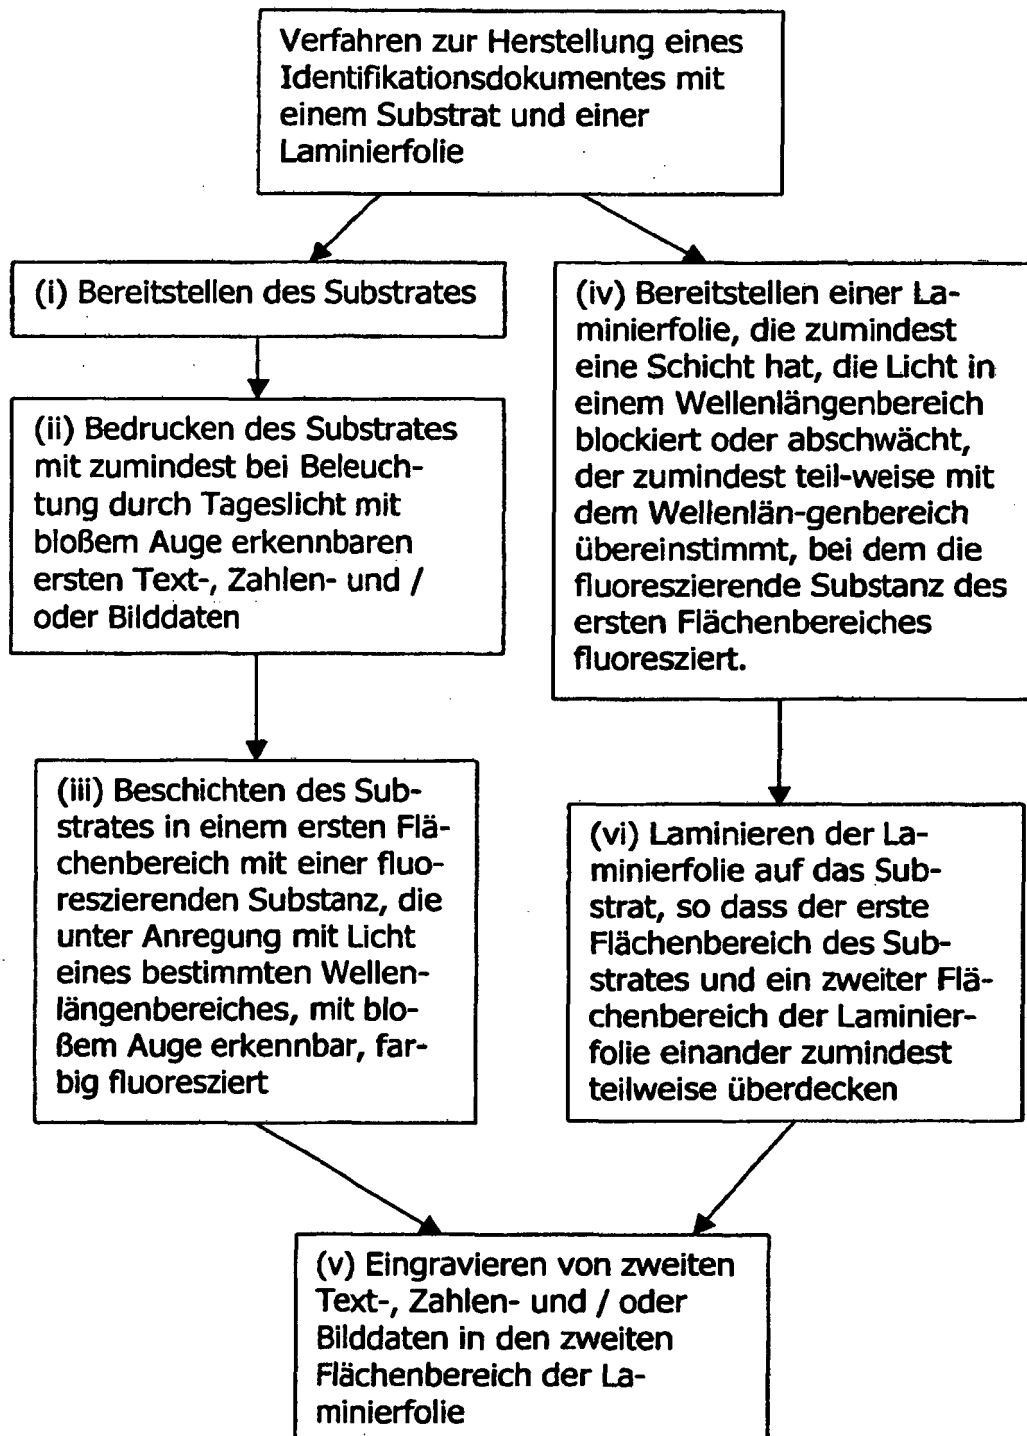 Verfahren zur Herstellung eines
Identifikationsdokumentes mit
einem Substrat und einer
Laminierfolie
(i) Bereitstellen des Substrates
(ii) Bedrucken des Substrates
mit zumindest bei Beleuch-
tung durch Tageslicht mit
bloßem Auge erkennbaren
ersten Text-, Zahlen- und /
oder Bilddaten
(iii) Beschichten des Sub-
strates in einem ersten Flä-
chenbereich mit einer fluo-
reszierenden Substanz, die
unter Anregung mit Licht
eines bestimmten Wellen-
längenbereiches, mit blo-
ßem Auge erkennbar, far-
big fluoresziert
(iv) Bereitstellen einer La-
minierfolie, die zumindest
eine Schicht hat, die Licht in
einem Wellenlängenbereich
blockiert oder abschwächt,
der zumindest teil-weise mit
dem Wellenlän-genbereich
übereinstimmt, bei dem die
fluoreszierende Substanz des
ersten Flächenbereiches
fluoresziert.
(vi) Laminieren der La-
minierfolie auf das Sub-
strat, so dass der erste
Flächenbereich des Sub-
strates und ein zweiter Flä-
chenbereich der Laminier-
folie einander zumindest
teilweise überdecken
(v) Eingravieren von zweiten
Text-, Zahlen- und / oder
Bilddaten in den zweiten
Flächenbereich der La-
minierfolie